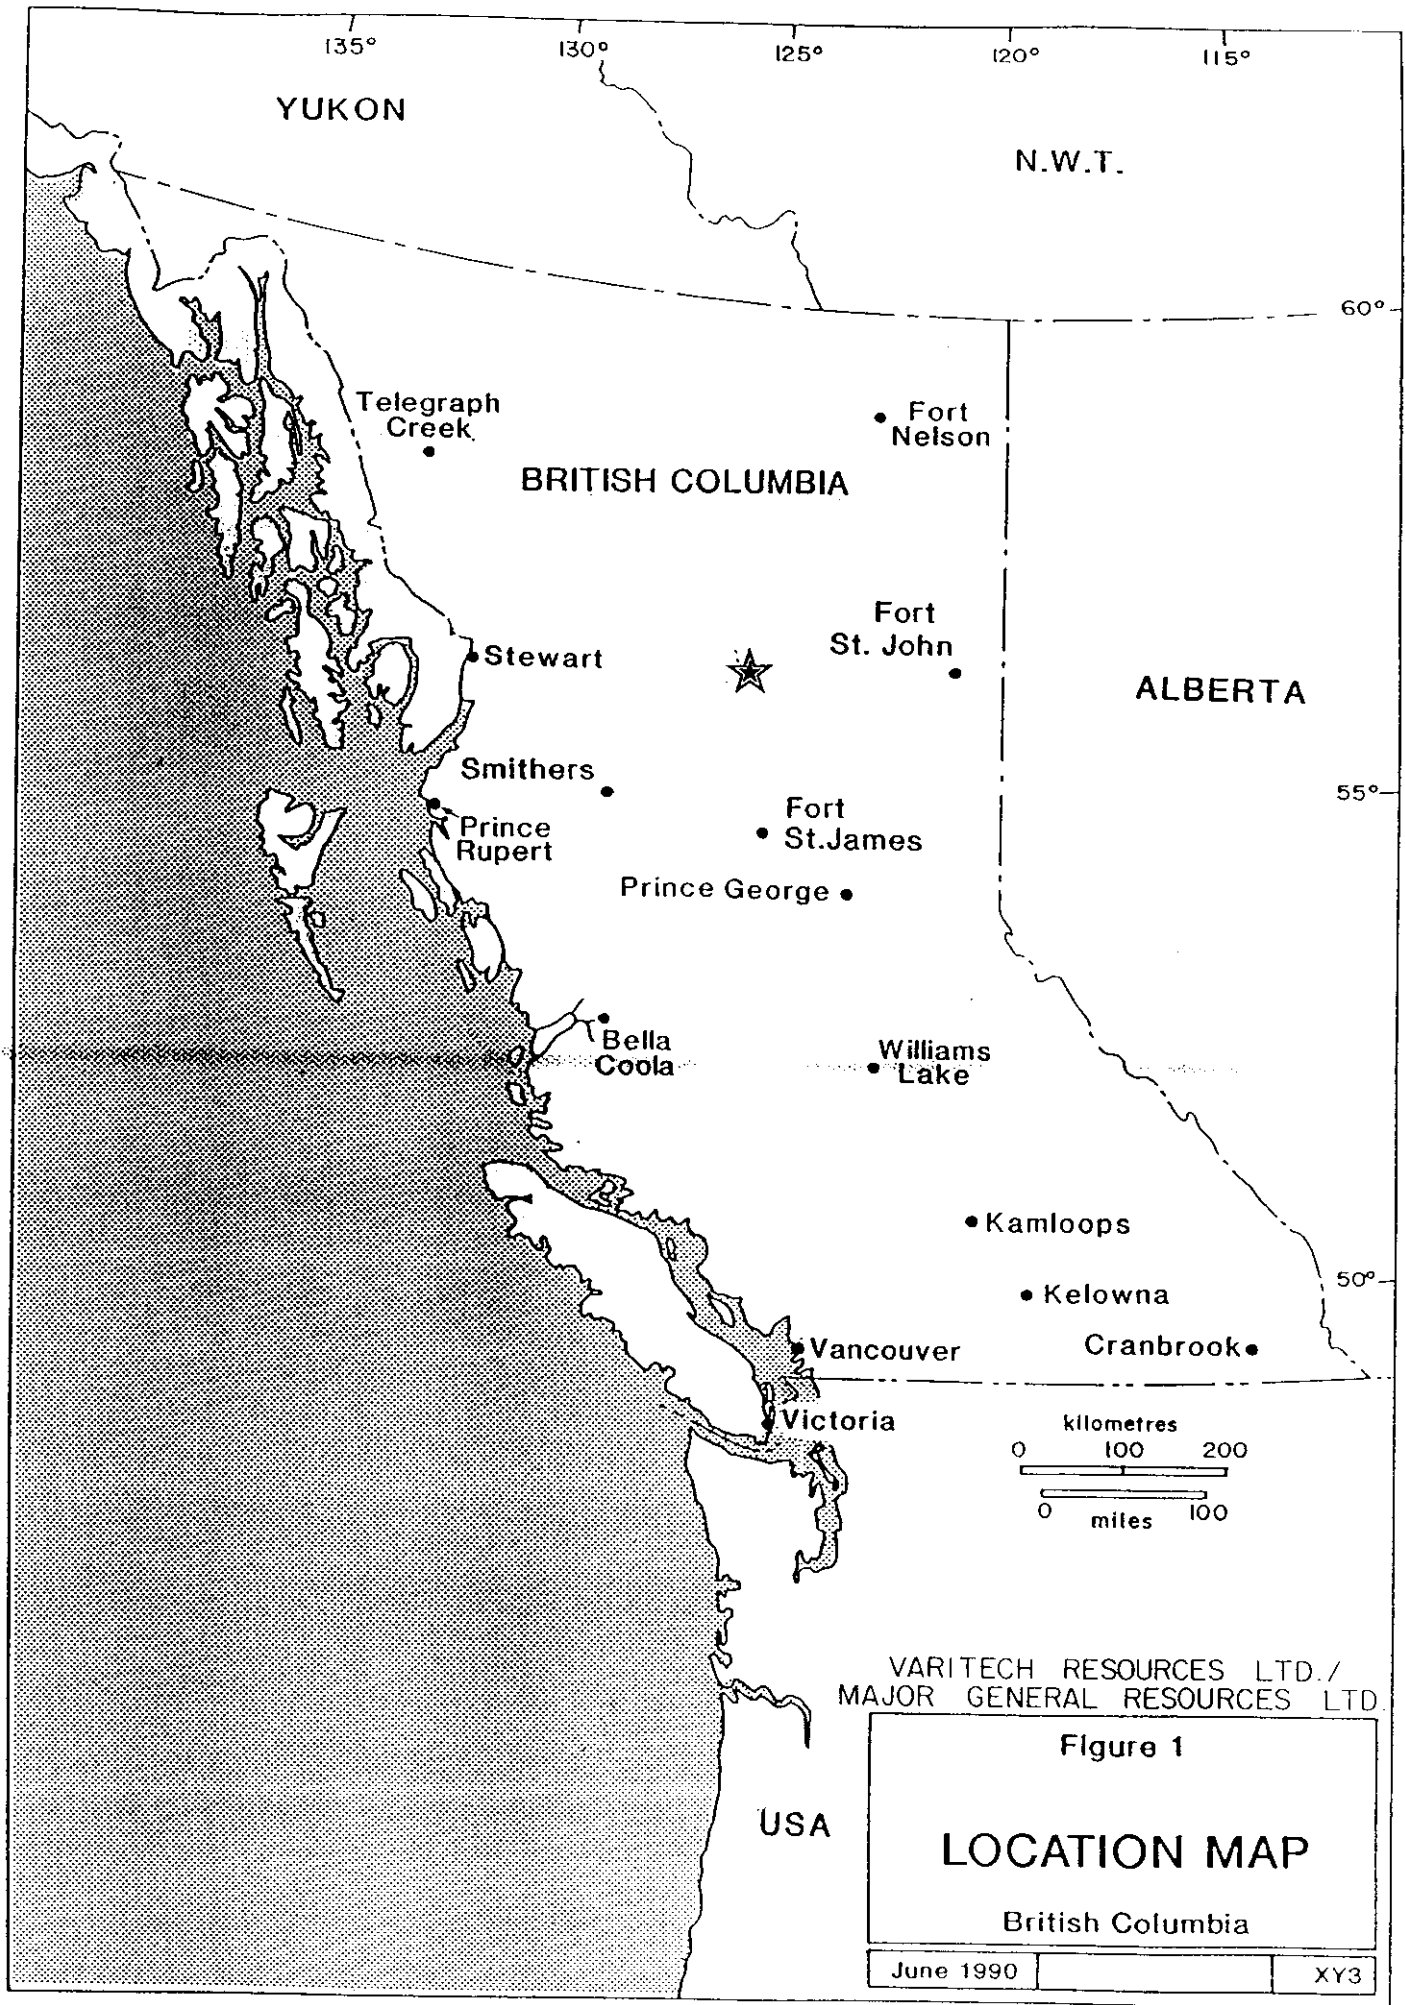 135°
130°
125°
120°
115°
YUKON
N.W.T.
60°
Telegraph
Creek
Fort
Nelson
BRITISH COLUMBIA
Fort
St. John
Stewart
ALBERTA
Smithers
55°
Fort
St.James
Prince
Rupert
Prince George
Bella
Coola
Williams
Lake
Kamloops
50°
Kelowna
Vancouver
Cranbrook
Victoria
kilometres
0 100 200
0 100
miles
VARITECH RESOURCES LTD./
MAJOR GENERAL RESOURCES LTD.
USA
Figure 1
LOCATION MAP
British Columbia
June 1990
XY3